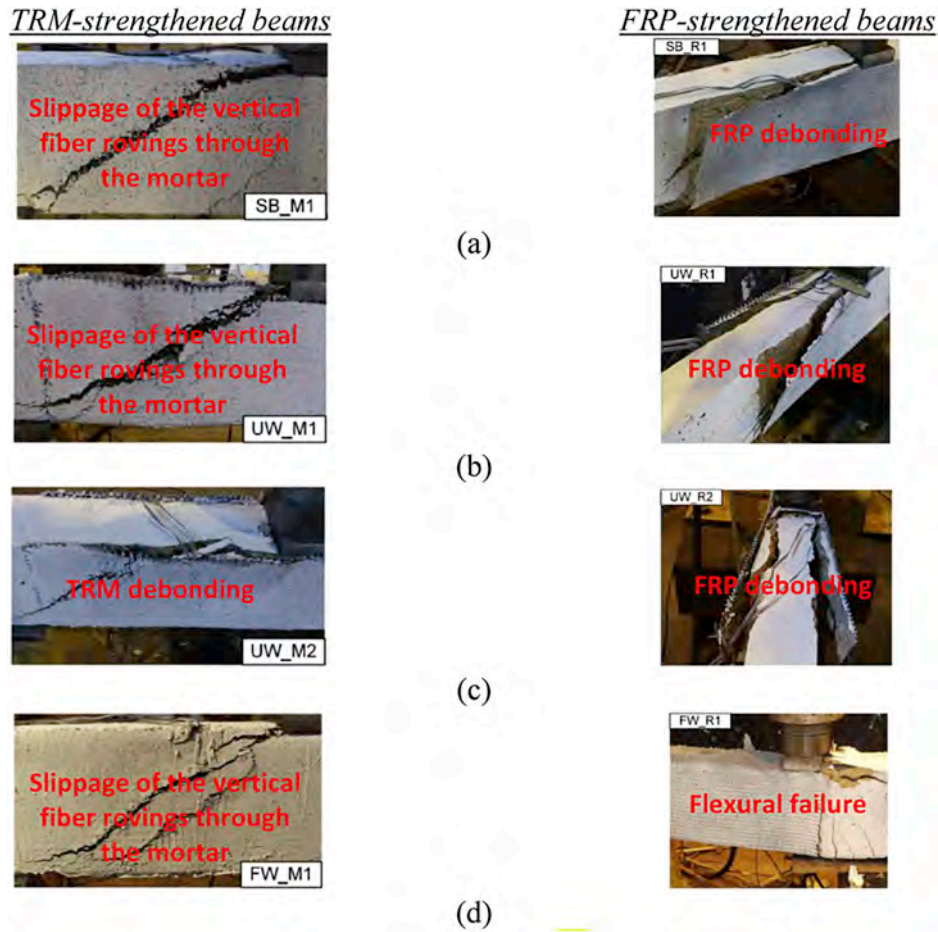 TRM-strengthened beams
FRP-strengthened beams
Slippage of the vertical
fiber rovings through
the mortar
SB_M1
SB_R1
FRP debonding
(a)
Slippage of the vertical
fiber rovings through
the mortar
UW_M1
UW_R1
FRP debonding
(b)
TRM debonding
UW_M2
UW_R2
FRP debonding
(c)
Slippage of the vertical
fiber rovings through
the mortar
FW_M1
FW_R1
Flexural failure
(d)